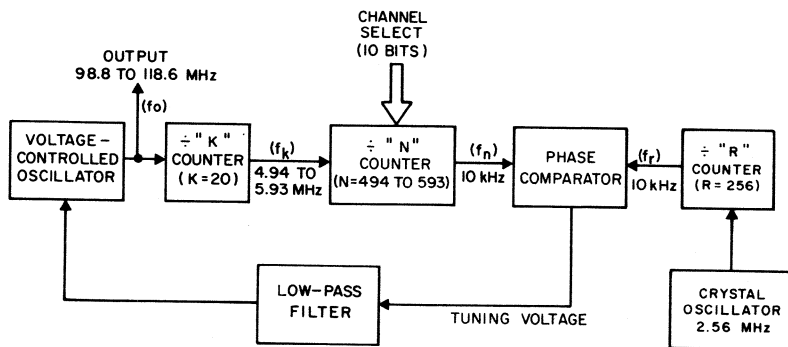 CHANNEL
SELECT
(10 BITS)
OUTPUT
98.8 TO 118.6 MHz
(fo)
VOLTAGE-
CONTROLLED
OSCILLATOR
÷ "K"
COUNTER
(K=20)
(fk)
4.94 TO
5.93 MHz
÷ "N"
COUNTER
(N=494 TO 593)
(fn)
10 kHz
PHASE
COMPARATOR
(fr)
10 kHz
÷ "R"
COUNTER
(R=256)
LOW-PASS
FILTER
TUNING VOLTAGE
CRYSTAL
OSCILLATOR
2.56 MHz